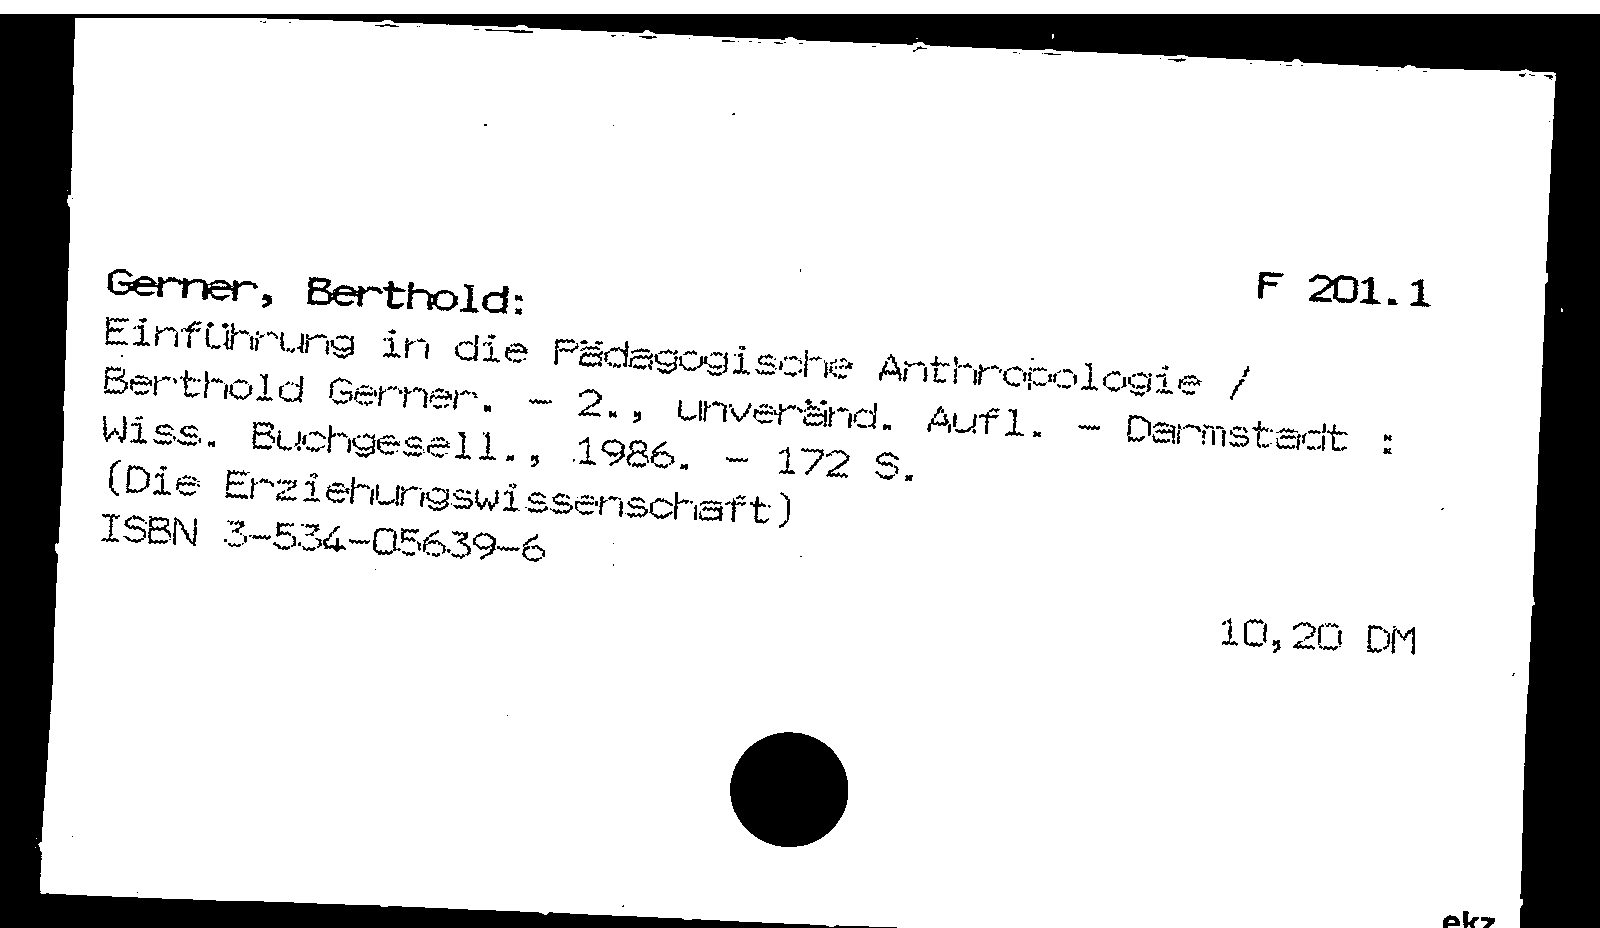 Gerner, Berthold: F 201.1
Einführung in die Pädagogische Anthropologie /
Berthold Gerner. - 2., unveränd. Aufl. - Darmstadt :
Wiss. Buchgesell., 1986. - 172 S.
(Die Erziehungswissenschaft)
ISBN 3-534-05639-6
10,20 DM
ekz